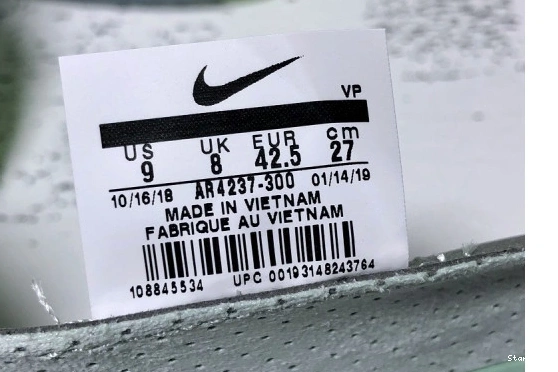 VP
US UK EUR cm
9 8 42.5 27
10/16/18 AR4237-300 01/14/19
MADE IN VIETNAM
FABRIQUE AU VIETNAM
108845534 UPC 00193148243764
Star